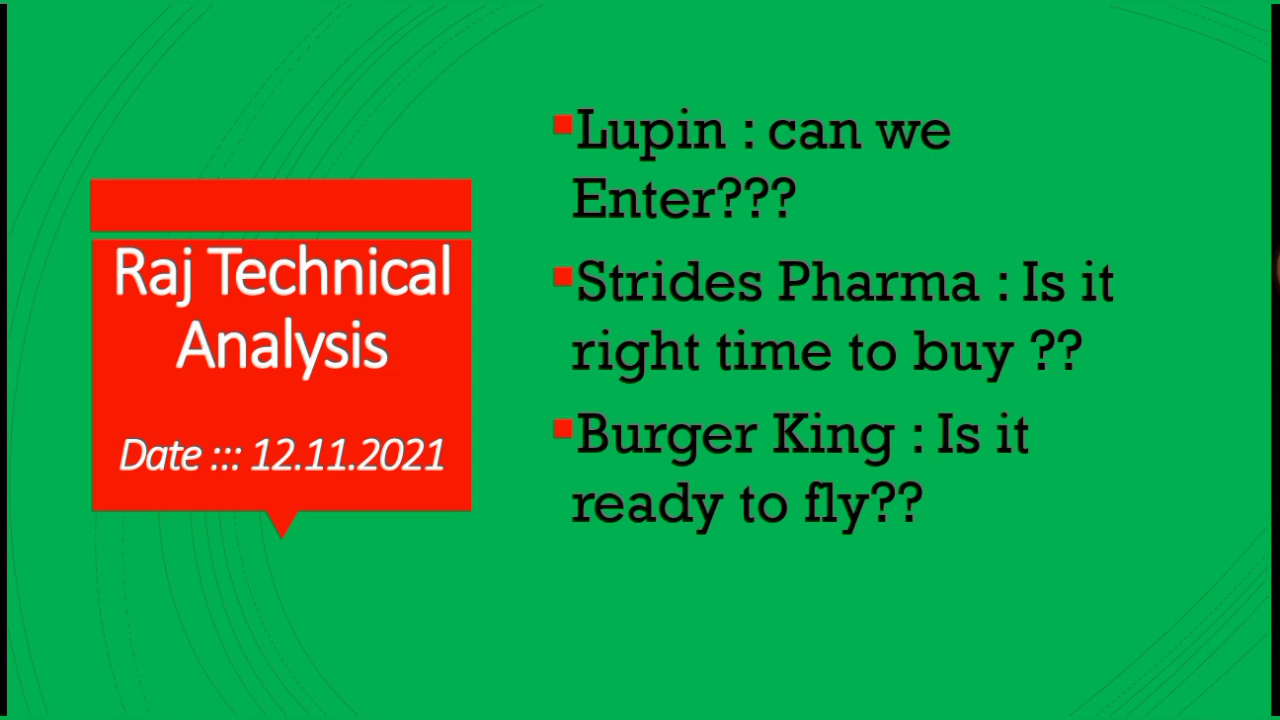 Raj Technical
Analysis
Date ::: 12.11.2021
Lupin : can we
Enter???
Strides Pharma : Is it
right time to buy ??
Burger King : Is it
ready to fly??